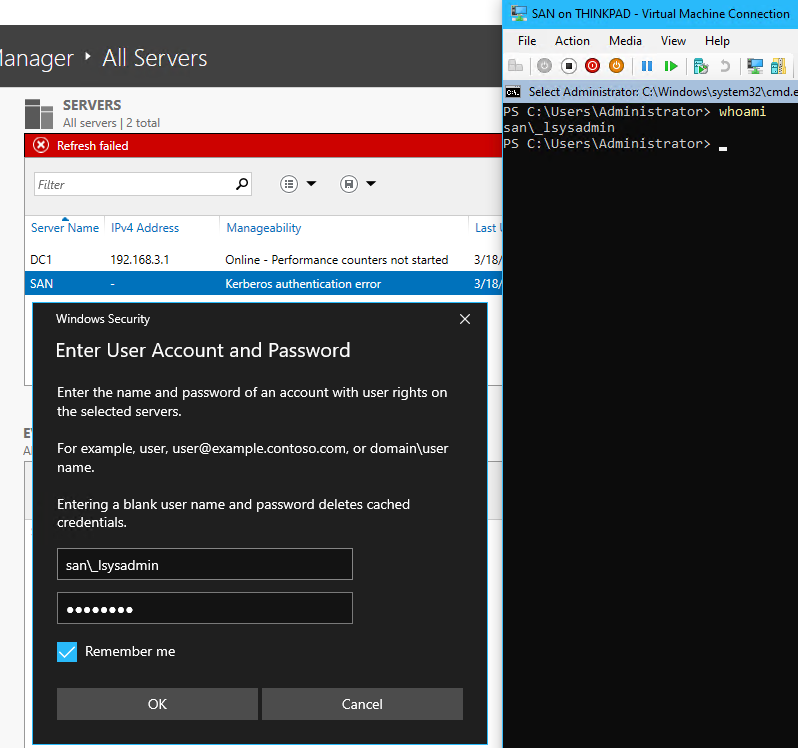 Manager ‣ All Servers
SERVERS
All servers | 2 total
Refresh failed
Filter
Server Name IPv4 Address Manageability Last U
DC1 192.168.3.1 Online - Performance counters not started 3/18/
SAN - Kerberos authentication error 3/18/
Windows Security
Enter User Account and Password
Enter the name and password of an account with user rights on
the selected servers.
For example, user, user@example.contoso.com, or domain\user
name.
Entering a blank user name and password deletes cached
credentials.
san\_lsysadmin
●●●●●●●●
Remember me
OK Cancel
SAN on THINKPAD - Virtual Machine Connection
File Action Media View Help
Select Administrator: C:\Windows\system32\cmd.e
PS C:\Users\Administrator> whoami
san\_lsysadmin
PS C:\Users\Administrator>